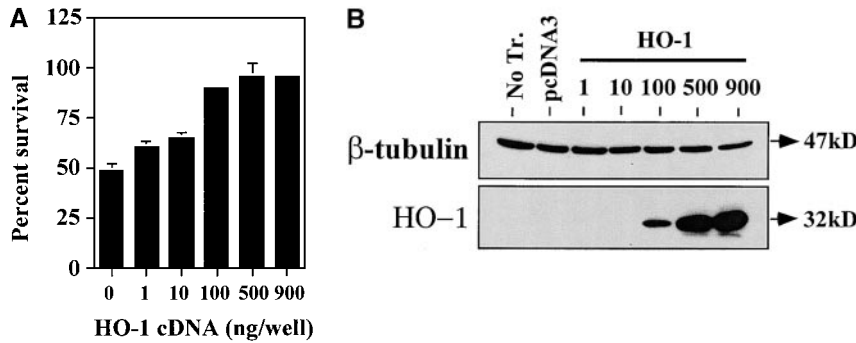 A
Percent survival
125
100
75
50
25
0
0 1 10 100 500 900
HO-1 cDNA (ng/well)
B
HO-1
No Tr. pcDNA3 1 10 100 500 900
β-tubulin 47kD
HO-1 32kD